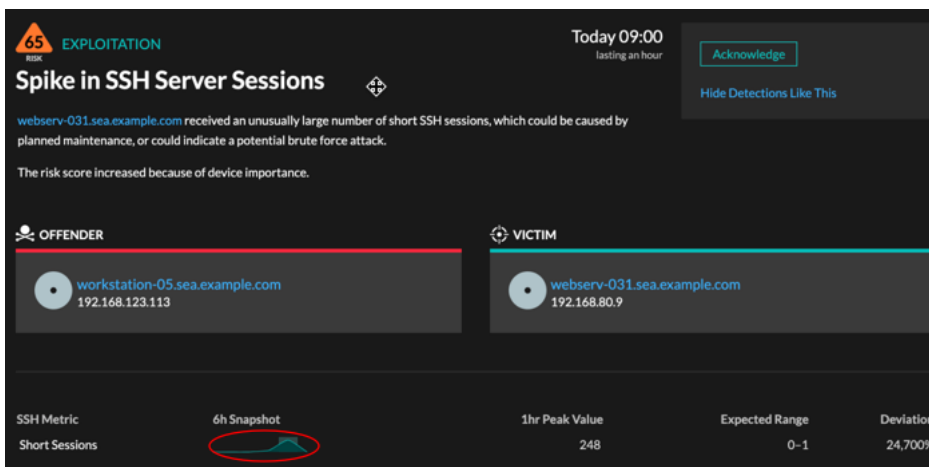 65
RISK
EXPLOITATION
Spike in SSH Server Sessions
Today 09:00
lasting an hour
Acknowledge
Hide Detections Like This
webserv-031.sea.example.com received an unusually large number of short SSH sessions, which could be caused by
planned maintenance, or could indicate a potential brute force attack.
The risk score increased because of device importance.
OFFENDER
workstation-05.sea.example.com
192.168.123.113
VICTIM
webserv-031.sea.example.com
192.168.80.9
SSH Metric 6h Snapshot 1hr Peak Value Expected Range Deviation
Short Sessions 248 0–1 24,700%